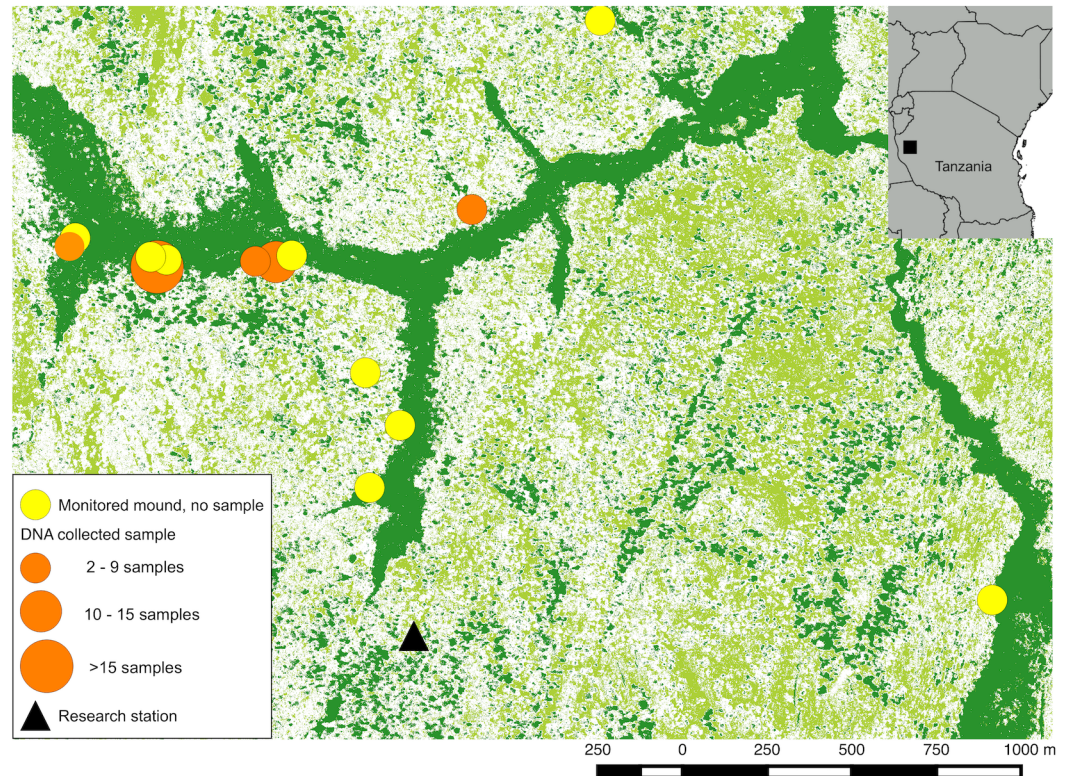 Tanzania
Monitored mound, no sample
DNA collected sample
2 - 9 samples
10 - 15 samples
>15 samples
Research station
250 0 250 500 750 1000 m